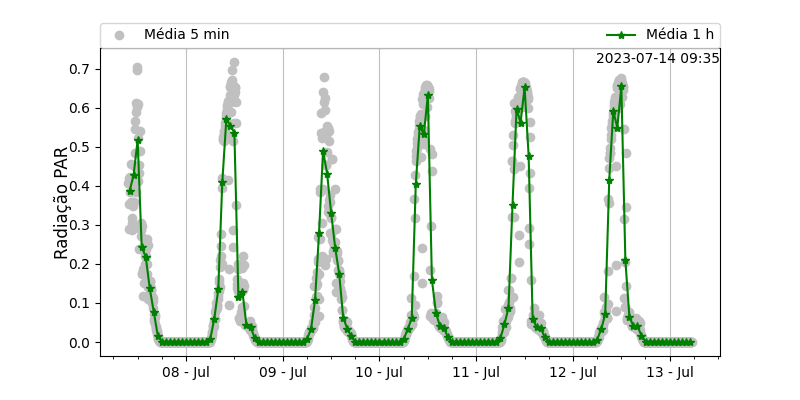 Média 5 min
Média 1 h
2023-07-14 09:35
Radiação PAR
0.7
0.6
0.5
0.4
0.3
0.2
0.1
0.0
08 - Jul
09 - Jul
10 - Jul
11 - Jul
12 - Jul
13 - Jul